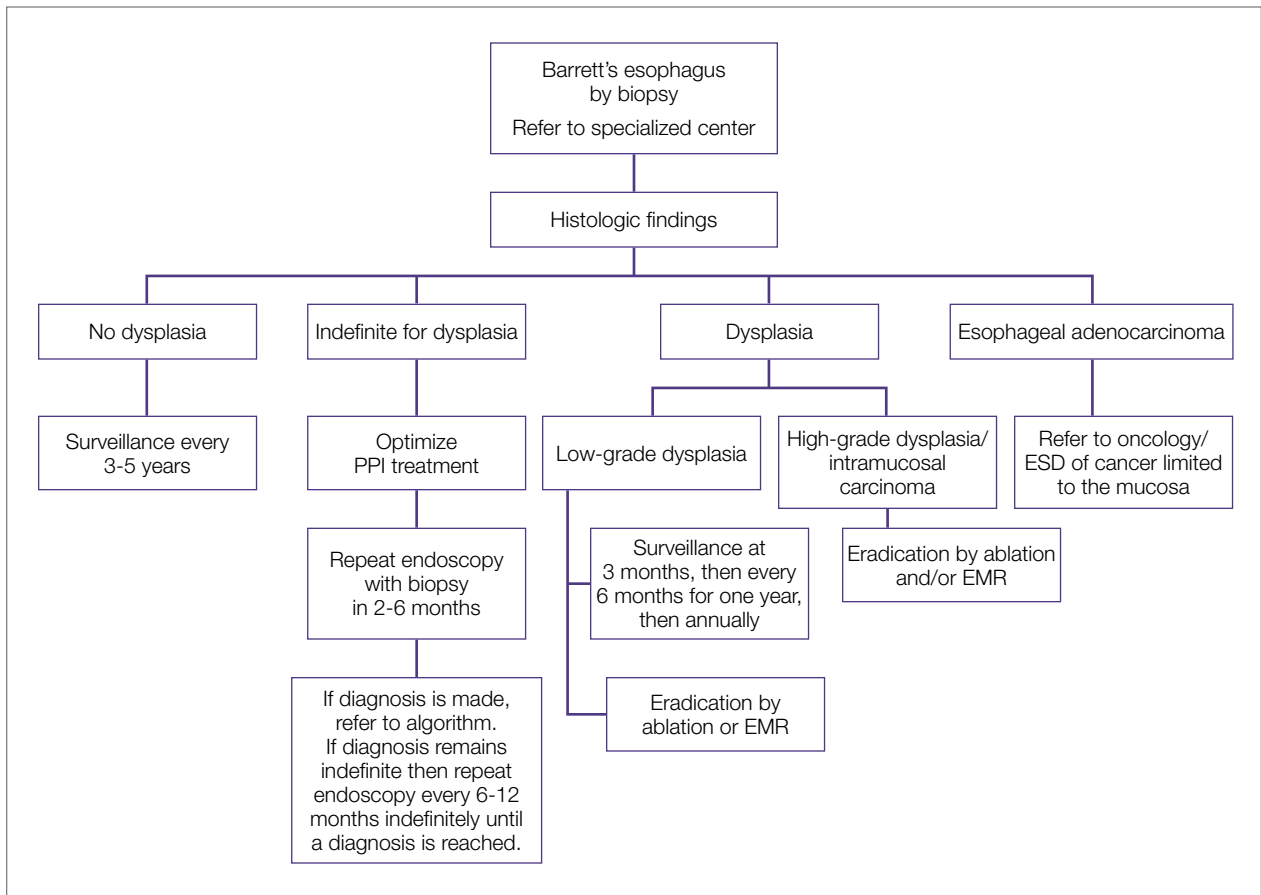 Barrett's esophagus
by biopsy
Refer to specialized center
Histologic findings
No dysplasia
Indefinite for dysplasia
Dysplasia
Esophageal adenocarcinoma
Surveillance every
3-5 years
Optimize
PPI treatment
Low-grade dysplasia
High-grade dysplasia/
intramucosal
carcinoma
Refer to oncology/
ESD of cancer limited
to the mucosa
Repeat endoscopy
with biopsy
in 2-6 months
Surveillance at
3 months, then every
6 months for one year,
then annually
Eradication by ablation
and/or EMR
If diagnosis is made,
refer to algorithm.
If diagnosis remains
indefinite then repeat
endoscopy every 6-12
months indefinitely until
a diagnosis is reached.
Eradication by
ablation or EMR